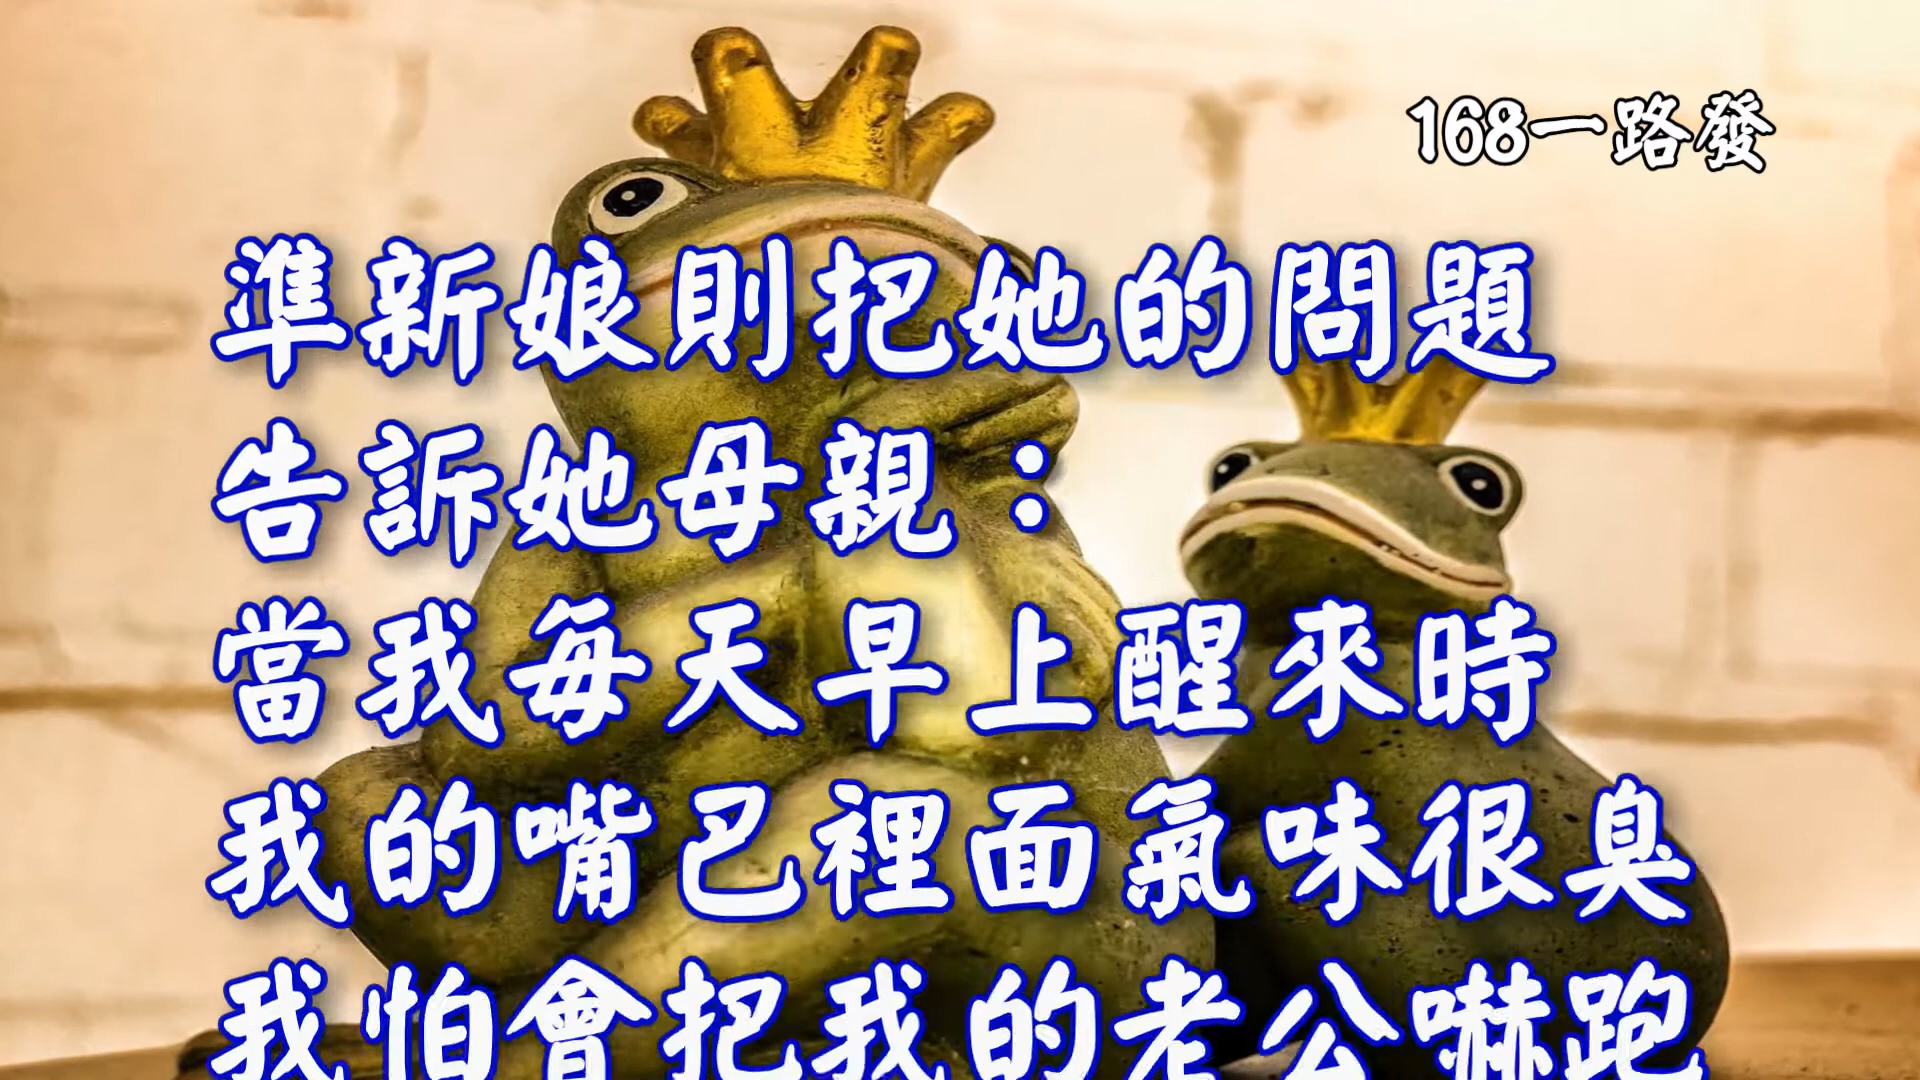 168一路發
準新娘則把她的問題
告訴她母親：
當我每天早上醒來時
我的嘴巴裡面氣味很臭
我怕會把我的老公嚇跑